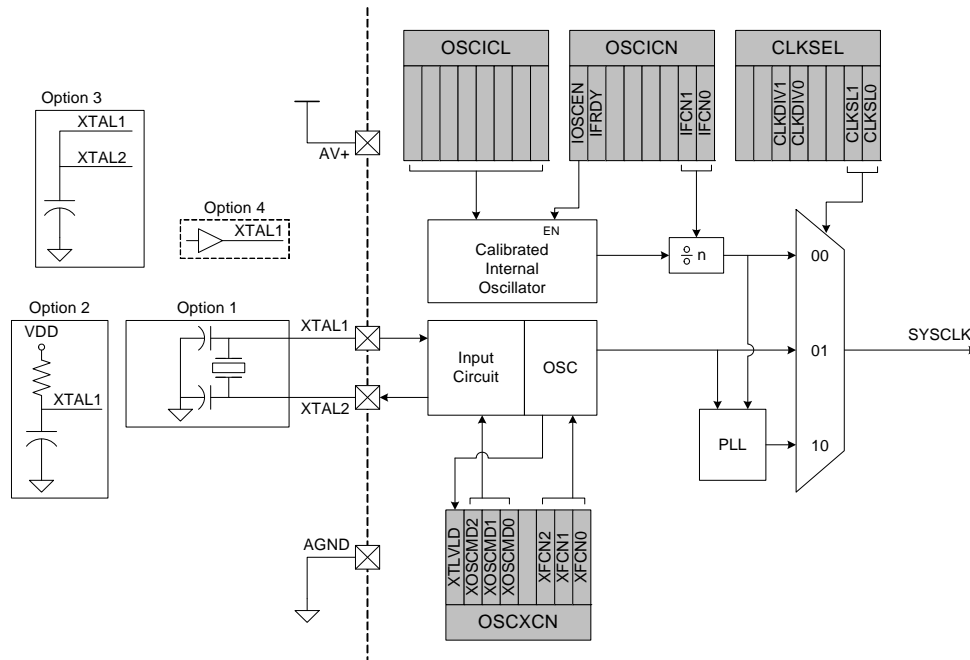 OSCICL
OSCICN
CLKSEL
IOSCEN
IFRDY
IFCN1
IFCN0
CLKDIV1
CLKDIV0
CLKSL1
CLKSL0
Option 3
XTAL1
XTAL2
AV+
Option 4
XTAL1
EN
Calibrated
Internal
Oscillator
n
00
Option 2
VDD
XTAL1
Option 1
XTAL1
XTAL2
Input
Circuit
OSC
01
SYSCLK
PLL
10
AGND
XTLVLD
XOSCMD2
XOSCMD1
XOSCMD0
XFCN2
XFCN1
XFCN0
OSCXCN